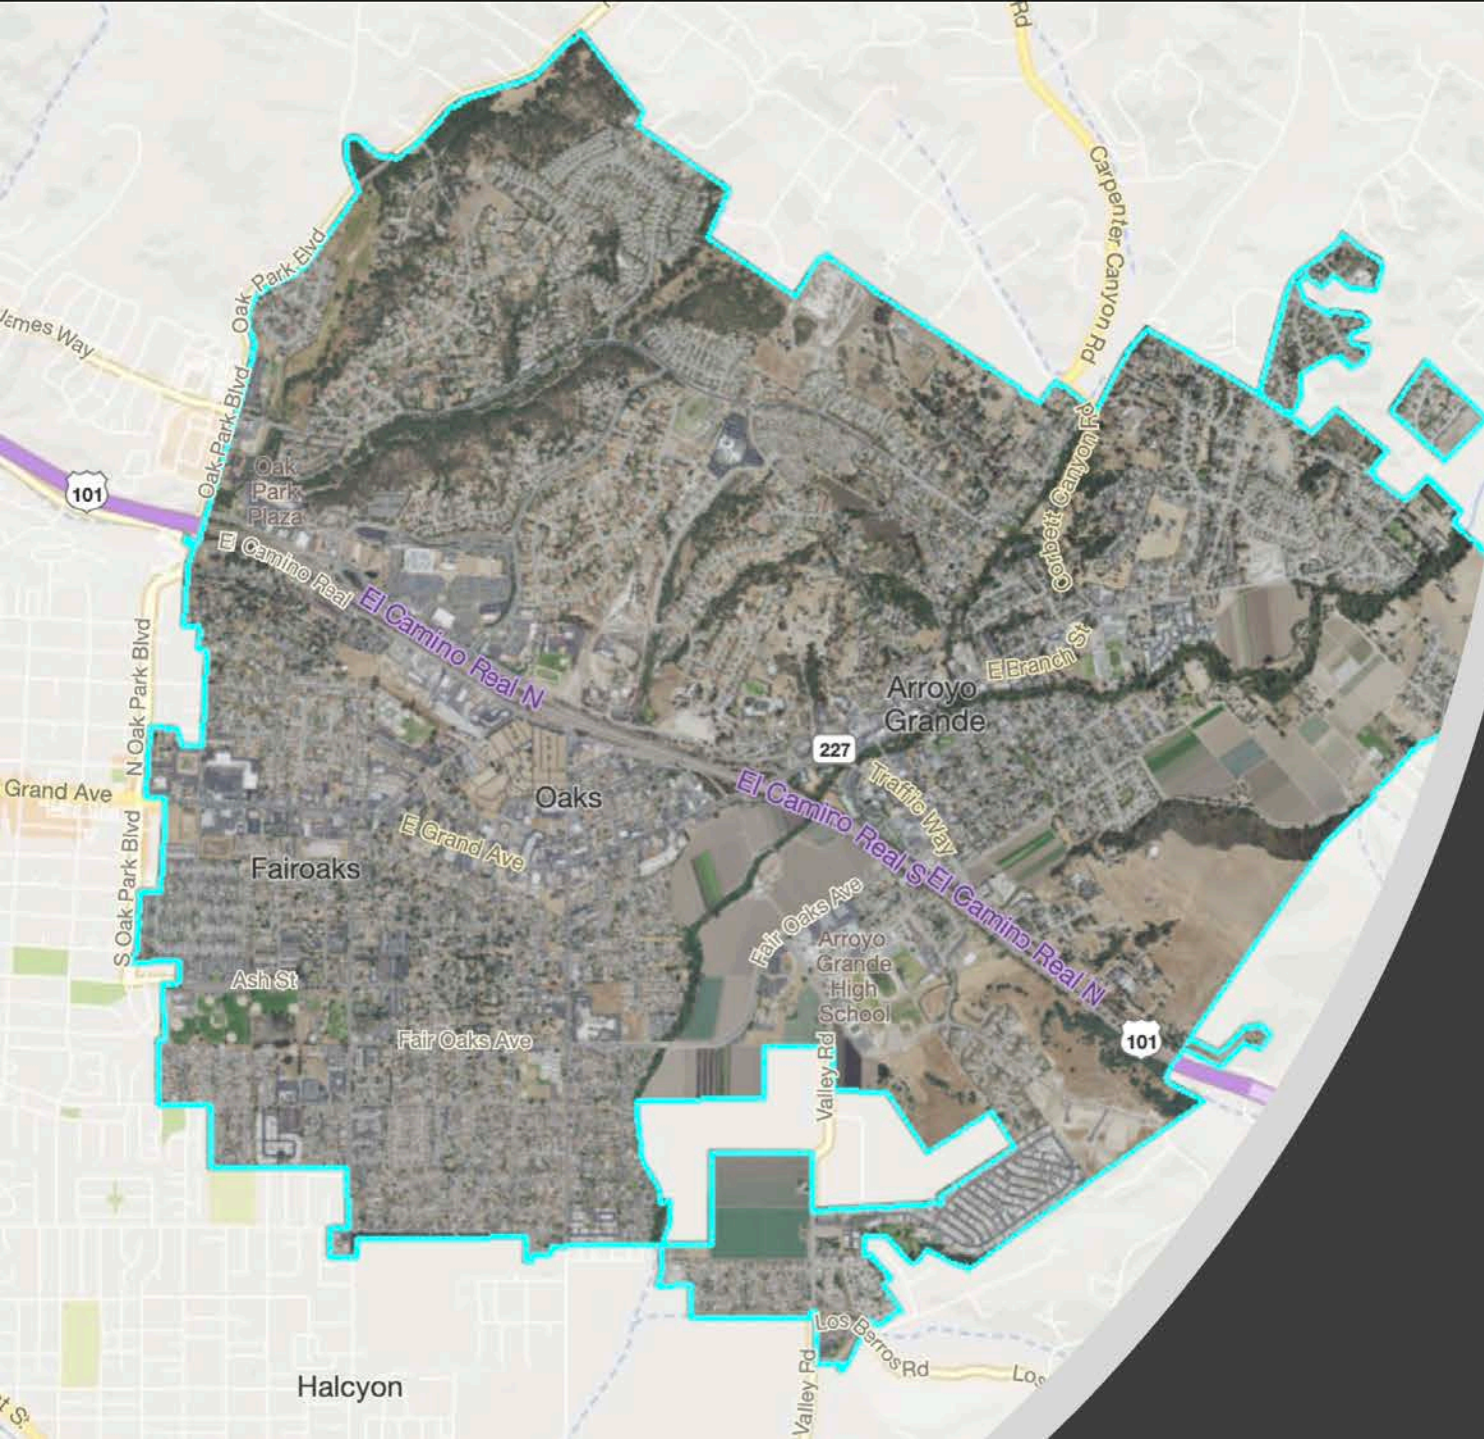 Rd
Carpenter Canyon Rd
Oak Park Blvd
James Way
Oak Park Blvd
Corbett Canyon Rd
Oak
Park
Plaza
101
E Camino Real
El Camino Real N
N Oak Park Blvd
E Branch St
Arroyo
Grande
227
Grand Ave
Oaks
El Camino Real S
Traffic Way
E Grand Ave
Fairoaks
S Oak Park Blvd
Fair Oaks Ave
El Camino Real N
Arroyo
Grande
High
School
Ash St
Fair Oaks Ave
Valley Rd
101
Los Berros Rd
Los
Halcyon
Valley Rd
st St